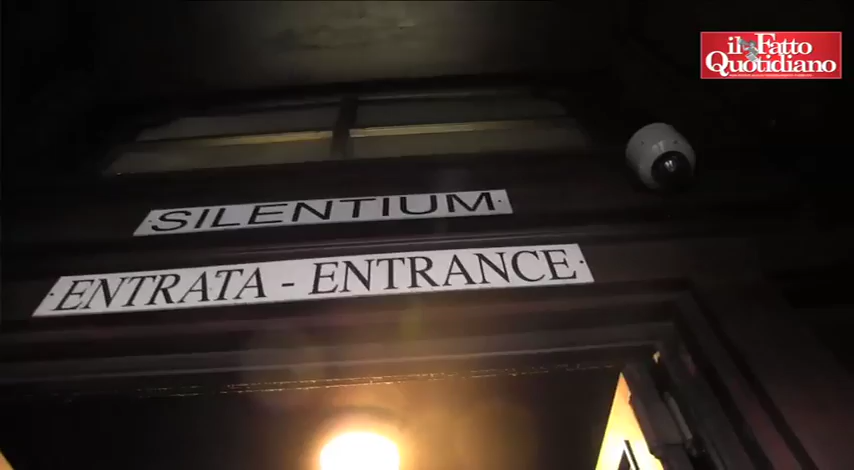 il Fatto
Quotidiano
SILENTIUM
ENTRATA - ENTRANCE